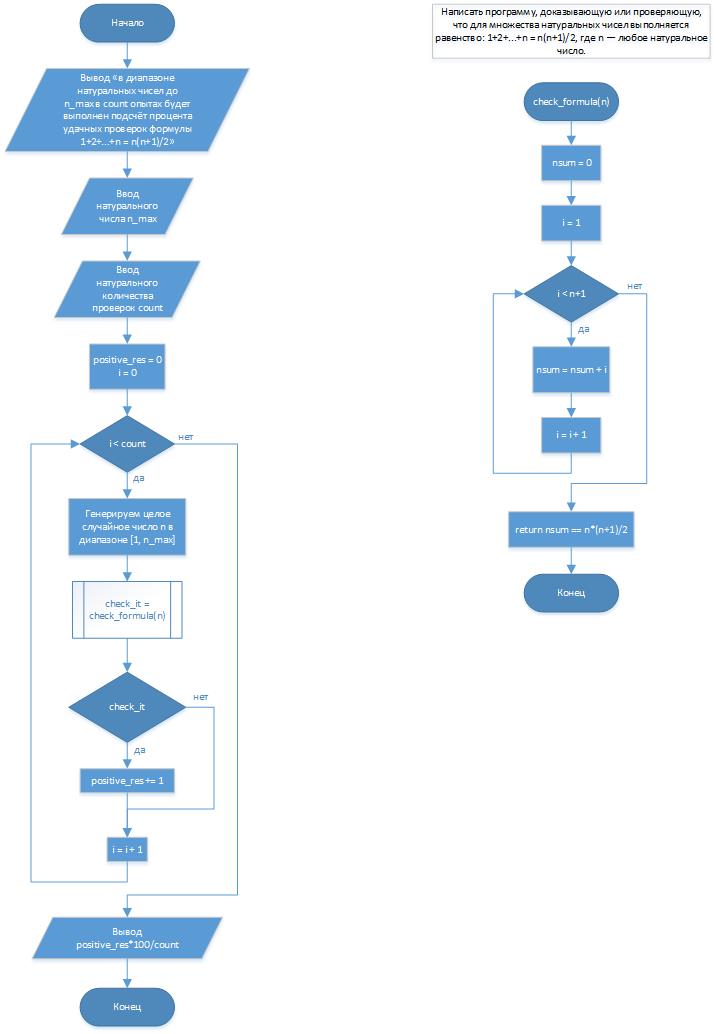 Начало
Вывод «в диапазоне
натуральных чисел до
n_max в count опытах будет
выполнен подсчёт процента
удачных проверок формулы
1+2+...+n = n(n+1)/2»
Ввод
натурального
числа n_max
Ввод
натурального
количества
проверок count
positive_res = 0
i = 0
i < count
нет
да
Генерируем целое
случайное число n в
диапазоне [1, n_max]
check_it =
check_formula(n)
check_it
нет
да
positive_res += 1
i = i + 1
Вывод
positive_res*100/count
Конец
Написать программу, доказывающую или проверяющую,
что для множества натуральных чисел выполняется
равенство: 1+2+...+n = n(n+1)/2, где n — любое натуральное
число.
check_formula(n)
nsum = 0
i = 1
i < n+1
нет
да
nsum = nsum + i
i = i + 1
return nsum == n*(n+1)/2
Конец